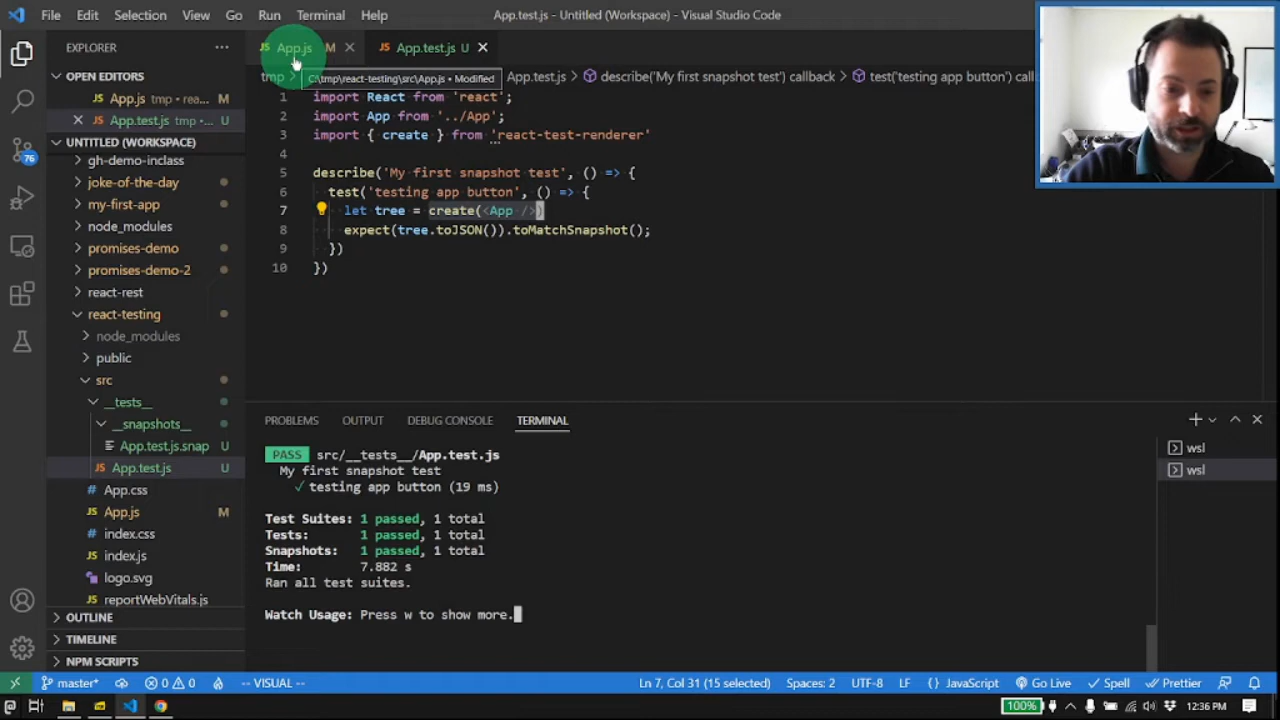 File Edit Selection View Go Run Terminal Help
App.test.js - Untitled (Workspace) - Visual Studio Code
EXPLORER
JS App.js M
JS App.test.js U
C:\tmp\react-testing\src\App.js • Modified
tmp
App.test.js > describe('My first snapshot test') callback > test('testing app button')
OPEN EDITORS
JS App.js tmp • rea... M
JS App.test.js tmp • ... U
UNTITLED (WORKSPACE)
gh-demo-inclass
joke-of-the-day
my-first-app
node_modules
promises-demo
promises-demo-2
react-rest
react-testing
node_modules
public
src
__tests__
__snapshots__
App.test.js.snap U
JS App.test.js U
# App.css
JS App.js M
# index.css
JS index.js
logo.svg
JS reportWebVitals.js
OUTLINE
TIMELINE
NPM SCRIPTS
76
1 import React from 'react';
2 import App from '../App';
3 import { create } from 'react-test-renderer'
4
5 describe('My first snapshot test', () => {
6 test('testing app button', () => {
7 let tree = create(<App />)
8 expect(tree.toJSON()).toMatchSnapshot();
9 })
10 })
PROBLEMS OUTPUT DEBUG CONSOLE TERMINAL
wsl
wsl
PASS src/__tests__/App.test.js
My first snapshot test
✓ testing app button (19 ms)
Test Suites: 1 passed, 1 total
Tests: 1 passed, 1 total
Snapshots: 1 passed, 1 total
Time: 7.882 s
Ran all test suites.
Watch Usage: Press w to show more.
master* 0 0 -- VISUAL -- Ln 7, Col 31 (15 selected) Spaces: 2 UTF-8 LF { } JavaScript Go Live Spell Prettier
100% 12:36 PM